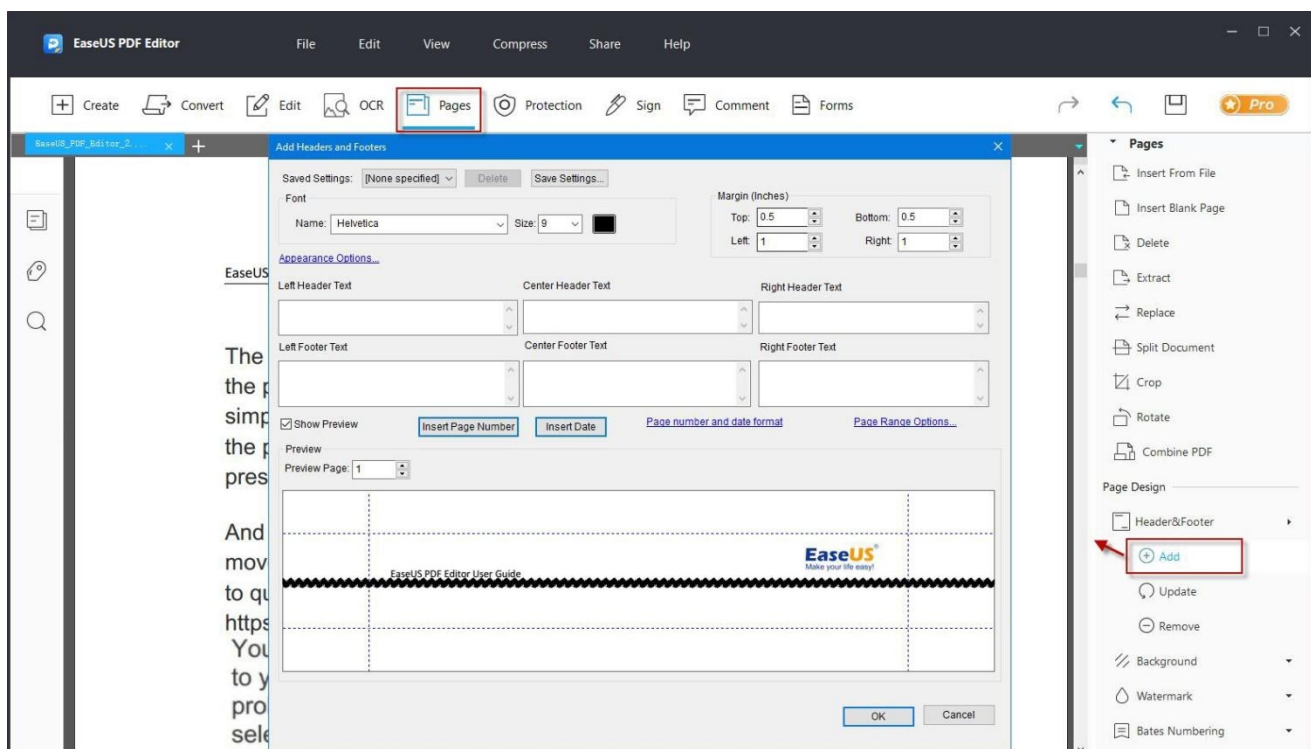 EaseUS PDF Editor File Edit View Compress Share Help
Create Convert Edit OCR Pages Protection Sign Comment Forms Pro
EaseUS_PDF_Editor_2....
Add Headers and Footers
Saved Settings: [None specified] Delete Save Settings...
Font
Name: Helvetica Size: 9
Margin (Inches)
Top: 0.5 Bottom: 0.5
Left: 1 Right: 1
Appearance Options...
Left Header Text Center Header Text Right Header Text
Left Footer Text Center Footer Text Right Footer Text
Show Preview Insert Page Number Insert Date Page number and date format Page Range Options...
Preview
Preview Page: 1
EaseUS
Make your life easy!
EaseUS PDF Editor User Guide
OK Cancel
EaseUS
The
the p
simp
the p
pres
And
mov
to qu
https
You
to y
pro
sele
Pages
Insert From File
Insert Blank Page
Delete
Extract
Replace
Split Document
Crop
Rotate
Combine PDF
Page Design
Header&Footer
Add
Update
Remove
Background
Watermark
Bates Numbering